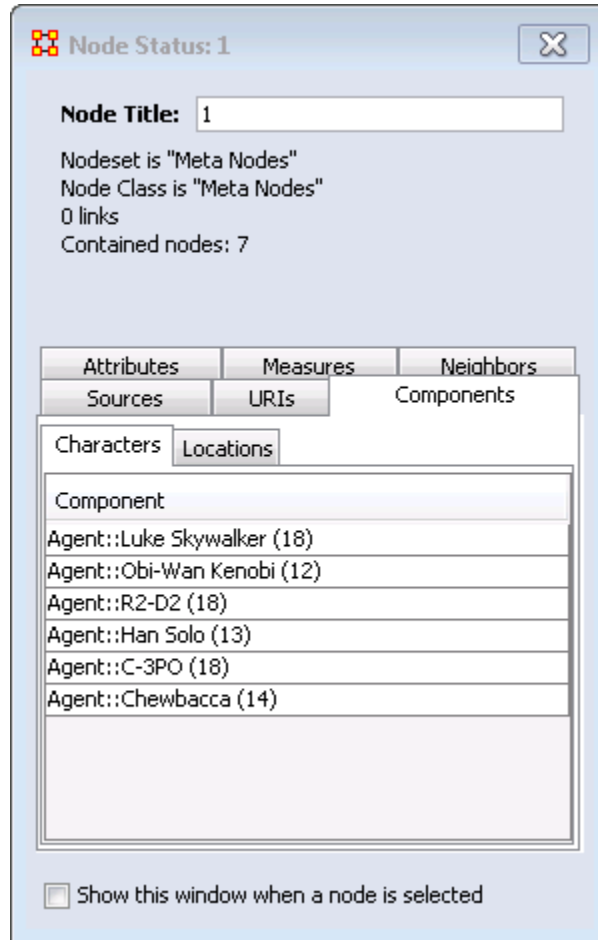 Node Status: 1
Node Title: 1
Nodeset is "Meta Nodes"
Node Class is "Meta Nodes"
0 links
Contained nodes: 7
Attributes Measures Neighbors
Sources URIs Components
Characters Locations
Component
Agent::Luke Skywalker (18)
Agent::Obi-Wan Kenobi (12)
Agent::R2-D2 (18)
Agent::Han Solo (13)
Agent::C-3PO (18)
Agent::Chewbacca (14)
Show this window when a node is selected